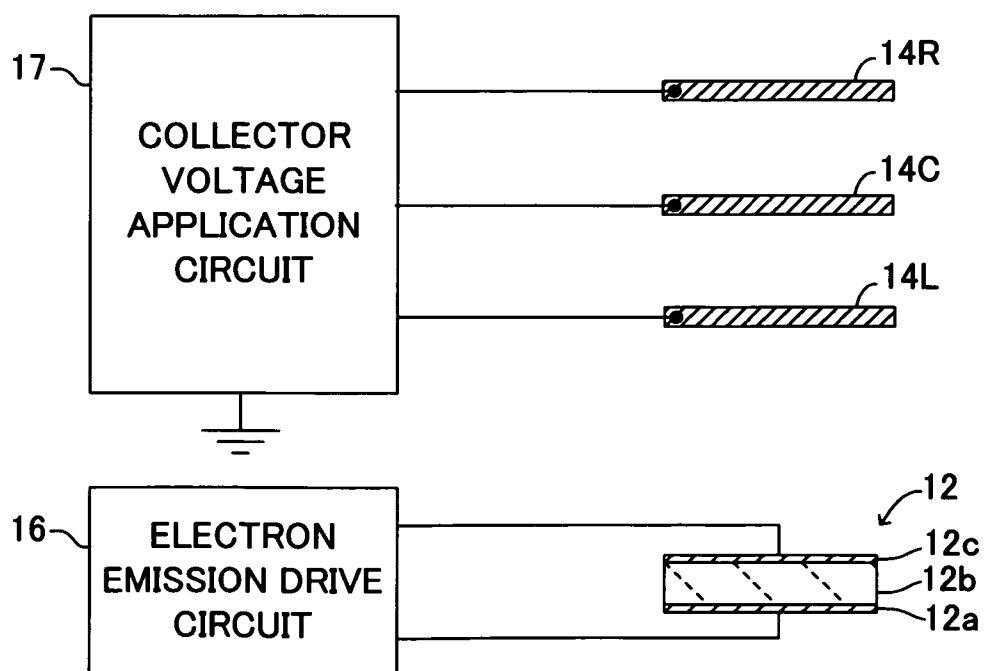 17
COLLECTOR
VOLTAGE
APPLICATION
CIRCUIT
14R
14C
14L
16
ELECTRON
EMISSION DRIVE
CIRCUIT
12
12c
12b
12a